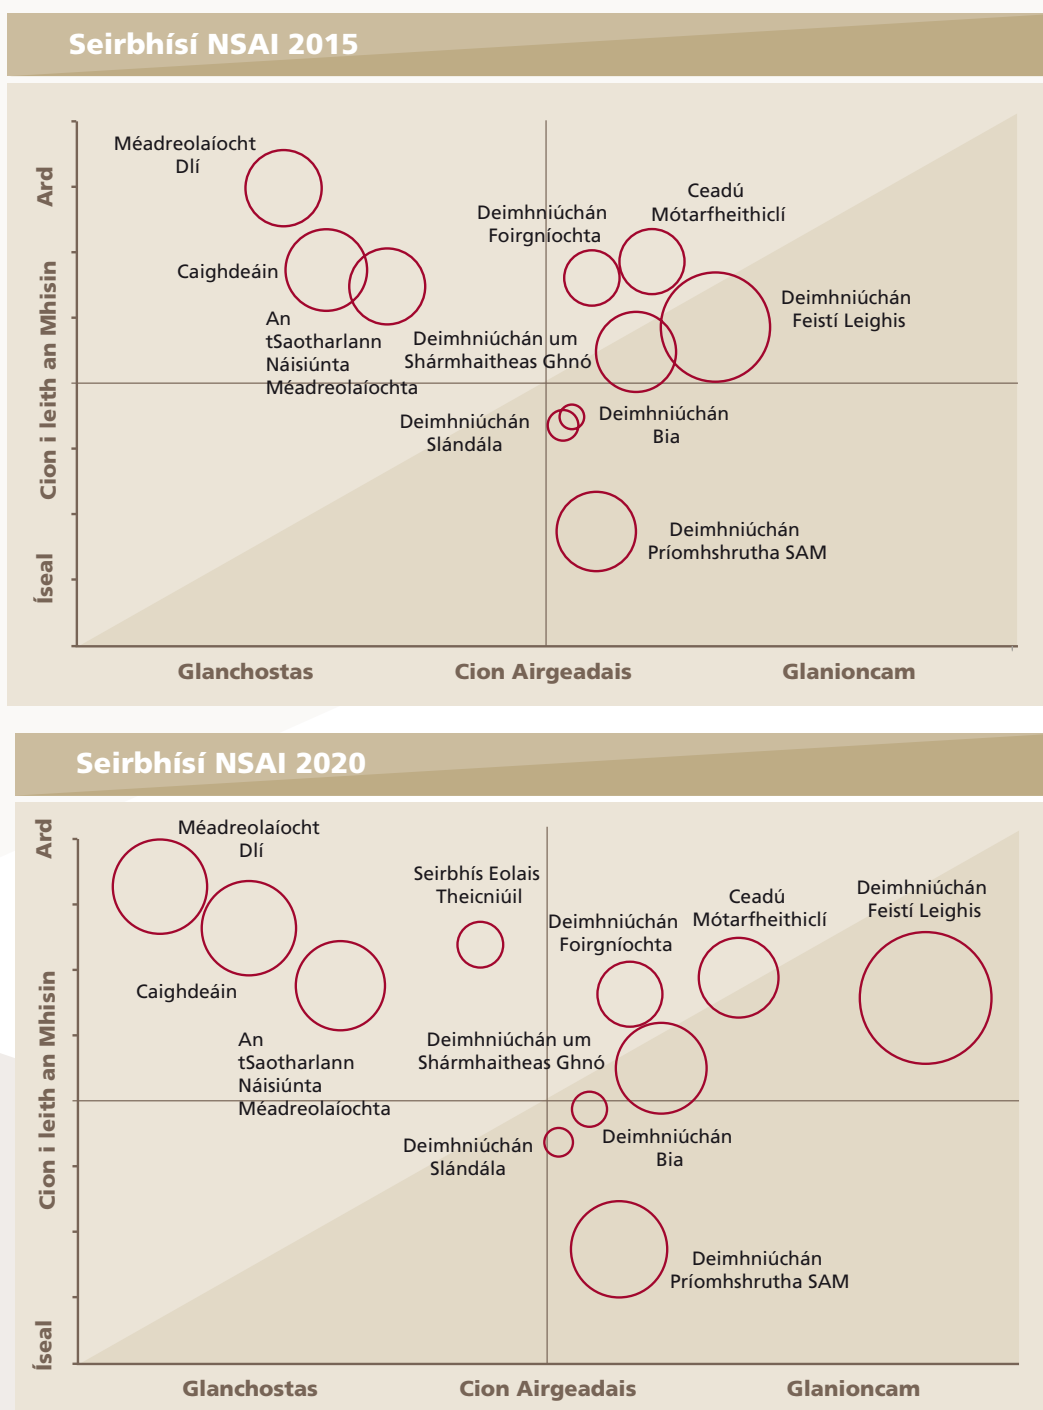 Seirbhísí NSAI 2015
Ard
Cion i leith an Mhisin
Íseal
Méadreolaíocht
Dlí
Caighdeáin
An
tSaotharlann
Náisiúnta
Méadreolaíochta
Deimhniúchán
Foirgníochta
Ceadú
Mótarfheithiclí
Deimhniúchán
Feistí Leighis
Deimhniúchán um
Shármhaitheas Ghnó
Deimhniúchán
Slándála
Deimhniúchán
Bia
Deimhniúchán
Príomhshrutha SAM
Glanchostas
Cion Airgeadais
Glanioncam
Seirbhísí NSAI 2020
Ard
Cion i leith an Mhisin
Íseal
Méadreolaíocht
Dlí
Caighdeáin
An
tSaotharlann
Náisiúnta
Méadreolaíochta
Seirbhís Eolais
Theicniúil
Deimhniúchán
Foirgníochta
Ceadú
Mótarfheithiclí
Deimhniúchán
Feistí Leighis
Deimhniúchán um
Shármhaitheas Ghnó
Deimhniúchán
Slándála
Deimhniúchán
Bia
Deimhniúchán
Príomhshrutha SAM
Glanchostas
Cion Airgeadais
Glanioncam